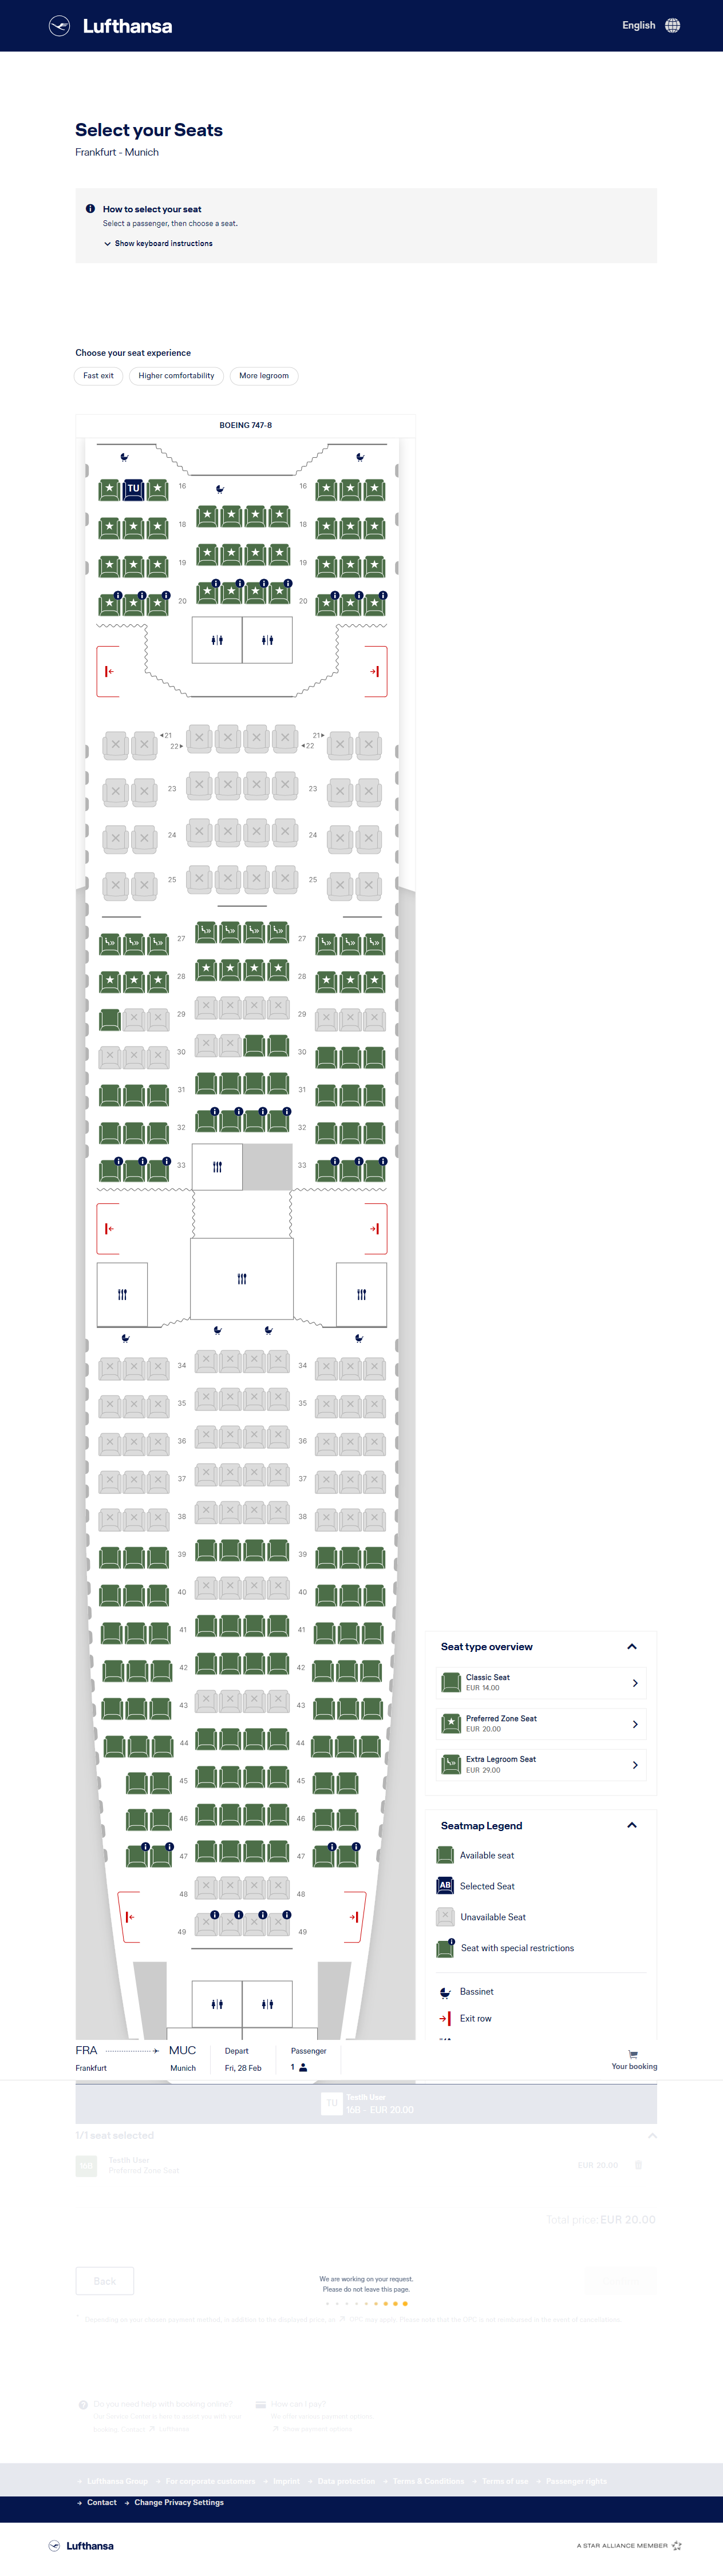 Lufthansa
English
Select your Seats
Frankfurt - Munich
How to select your seat
Select a passenger, then choose a seat.
Show keyboard instructions
Choose your seat experience
Fast exit
Higher comfortability
More legroom
BOEING 747-8
TU
16 16
18 18
19 19
20 20
21 21
22 22
23 23
24 24
25 25
27 27
28 28
29 29
30 30
31 31
32 32
33 33
34 34
35 35
36 36
37 37
38 38
39 39
40 40
41 41
42 42
43 43
44 44
45 45
46 46
47 47
48 48
49 49
Seat type overview
Classic Seat
EUR 14.00
Preferred Zone Seat
EUR 20.00
Extra Legroom Seat
EUR 29.00
Seatmap Legend
Available seat
AB Selected Seat
Unavailable Seat
Seat with special restrictions
Bassinet
Exit row
FRA MUC
Frankfurt Munich
Depart
Fri, 28 Feb
Passenger
1
Your booking
TU
User
16B - EUR 20.00
1/1 seat selected
16B
User
Preferred Zone Seat
EUR 20.00
Total price: EUR 20.00
Back
We are working on your request.
Please do not leave this page.
Do you need help with booking online?
How can I pay?
Lufthansa Group
For corporate customers
Imprint
Data protection
Terms & Conditions
Terms of use
Passenger rights
Contact
Change Privacy Settings
Lufthansa
A STAR ALLIANCE MEMBER